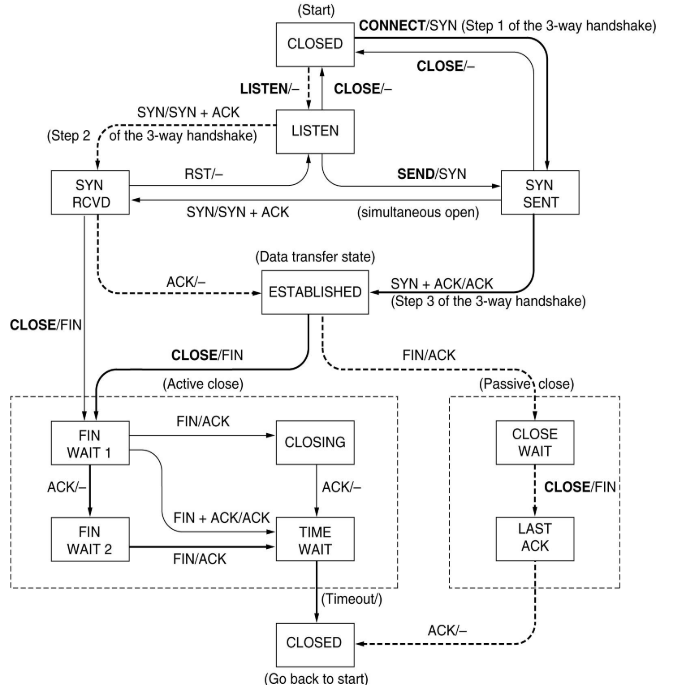 (Start)
CONNECT/SYN (Step 1 of the 3-way handshake)
CLOSED
CLOSE/–
LISTEN/–
CLOSE/–
SYN/SYN + ACK
(Step 2 of the 3-way handshake)
LISTEN
SYN
RCVD
RST/–
SEND/SYN
SYN
SENT
SYN/SYN + ACK
(simultaneous open)
(Data transfer state)
ACK/–
ESTABLISHED
SYN + ACK/ACK
(Step 3 of the 3-way handshake)
CLOSE/FIN
CLOSE/FIN
FIN/ACK
(Active close)
(Passive close)
FIN
WAIT 1
FIN/ACK
CLOSING
CLOSE
WAIT
ACK/–
ACK/–
CLOSE/FIN
FIN + ACK/ACK
FIN
WAIT 2
FIN/ACK
TIME
WAIT
LAST
ACK
(Timeout/)
CLOSED
ACK/–
(Go back to start)